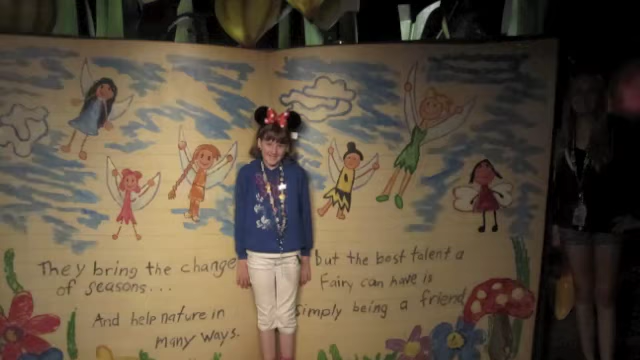 They bring the change
of seasons...
And help nature in
many ways.
but the best talent a
Fairy can have is
simply being a friend